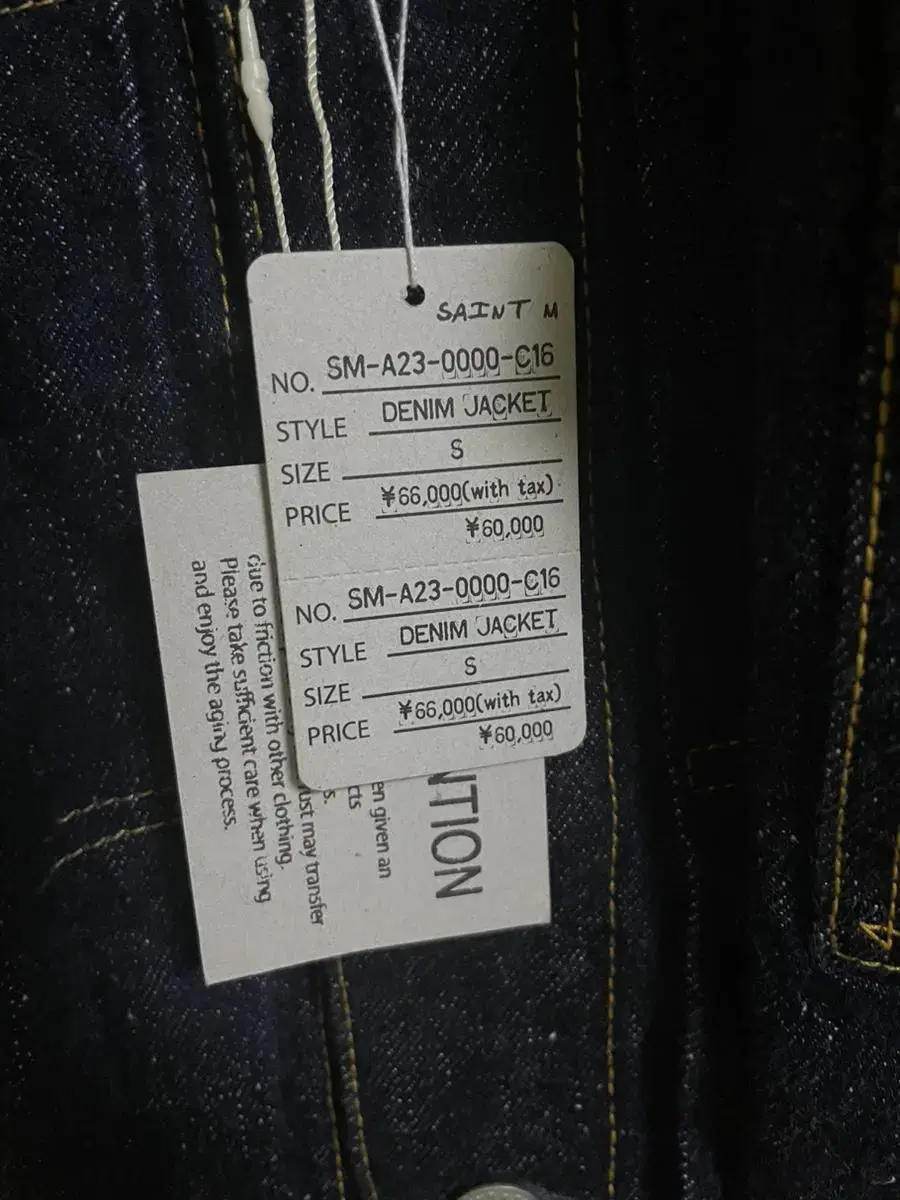 SAINT M
NO. SM-A23-0000-C16
STYLE DENIM JACKET
SIZE S
PRICE ¥66,000(with tax)
¥60,000
NO. SM-A23-0000-C16
STYLE DENIM JACKET
SIZE S
PRICE ¥66,000(with tax)
¥60,000
NTION
en given an
cts
s.
ust may transfer
due to friction with other clothing.
Please take sufficient care when using
and enjoy the aging process.